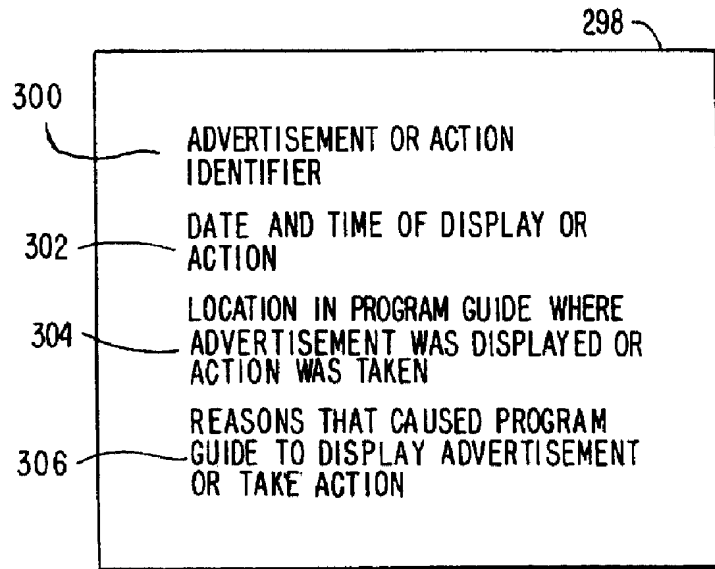 298
300
ADVERTISEMENT OR ACTION
IDENTIFIER
302
DATE AND TIME OF DISPLAY OR
ACTION
304
LOCATION IN PROGRAM GUIDE WHERE
ADVERTISEMENT WAS DISPLAYED OR
ACTION WAS TAKEN
306
REASONS THAT CAUSED PROGRAM
GUIDE TO DISPLAY ADVERTISEMENT
OR TAKE ACTION